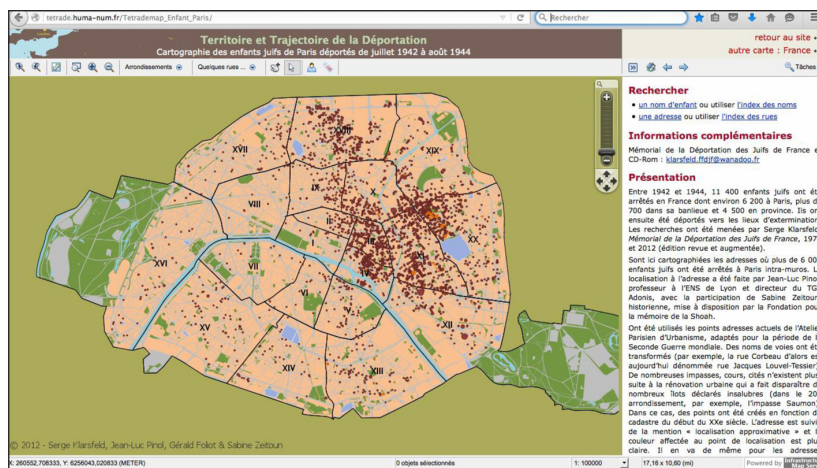 tetrade.huma-num.fr/Tetrademap_Enfant_Paris/
Rechercher
Territoire et Trajectoire de la Déportation
Cartographie des enfants juifs de Paris déportés de juillet 1942 à août 1944
retour au site
autre carte : France
Arrondissements
Quelques rues ...
Tâches
XVII
XVIII
XIX
IX
X
VIII
II
I
III
XX
XI
XVI
VII
IV
VI
V
XV
XII
XIV
XIII
© 2012 - Serge Klarsfeld, Jean-Luc Pinol, Gérald Foliot & Sabine Zeitoun
Rechercher
• un nom d'enfant ou utiliser l'index des noms
• une adresse ou utiliser l'index des rues
Informations complémentaires
Mémorial de la Déportation des Juifs de France e
CD-Rom : klarsfeld.ffdjf@wanadoo.fr
Présentation
Entre 1942 et 1944, 11 400 enfants juifs ont ét
arrêtés en France dont environ 6 200 à Paris, plus d
700 dans sa banlieue et 4 500 en province. Ils on
ensuite été déportés vers les lieux d'extermination
Les recherches ont été menées par Serge Klarsfeld
Mémorial de la Déportation des Juifs de France, 197
et 2012 (édition revue et augmentée).
Sont ici cartographiées les adresses où plus de 6 00
enfants juifs ont été arrêtés à Paris intra-muros. L
localisation à l'adresse a été faite par Jean-Luc Pino
professeur à l'ENS de Lyon et directeur du TG
Adonis, avec la participation de Sabine Zeitoun
historienne, mise à disposition par la Fondation pou
la mémoire de la Shoah.
Ont été utilisés les points adresses actuels de l'Atelie
Parisien d'Urbanisme, adaptés pour la période de l
Seconde Guerre mondiale. Des noms de voies ont ét
transformés (par exemple, la rue Corbeau d'alors es
aujourd'hui dénommée rue Jacques Louvel-Tessier)
De nombreuses impasses, cours, cités n'existent plus
suite à la rénovation urbaine qui a fait disparaître d
nombreux îlots déclarés insalubres (dans le 20
arrondissement, par exemple, l'impasse Saumon)
Dans ce cas, des points ont été créés en fonction d
cadastre du début du XXe siècle. L'adresse est suivi
de la mention « localisation approximative » et l
couleur affectée au point de localisation est plu
claire. Il en va de même pour les adresse
X: 260552,708333, Y: 6256043,020833 (METER)
0 objets sélectionnés
1: 100000
17,16 x 10,60 (mi)
Powered by